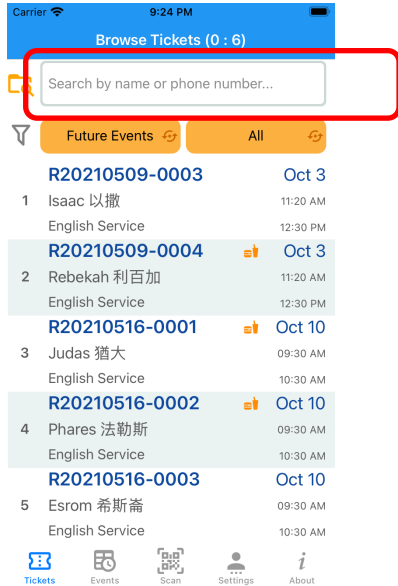 Carrier 9:24 PM
Browse Tickets (0 : 6)
Search by name or phone number...
Future Events All
R20210509-0003 Oct 3
1 Isaac 以撒 11:20 AM
English Service 12:30 PM
R20210509-0004 Oct 3
2 Rebekah 利百加 11:20 AM
English Service 12:30 PM
R20210516-0001 Oct 10
3 Judas 猶大 09:30 AM
English Service 10:30 AM
R20210516-0002 Oct 10
4 Phares 法勒斯 09:30 AM
English Service 10:30 AM
R20210516-0003 Oct 10
5 Esrom 希斯崙 09:30 AM
English Service 10:30 AM
Tickets Events Scan Settings About